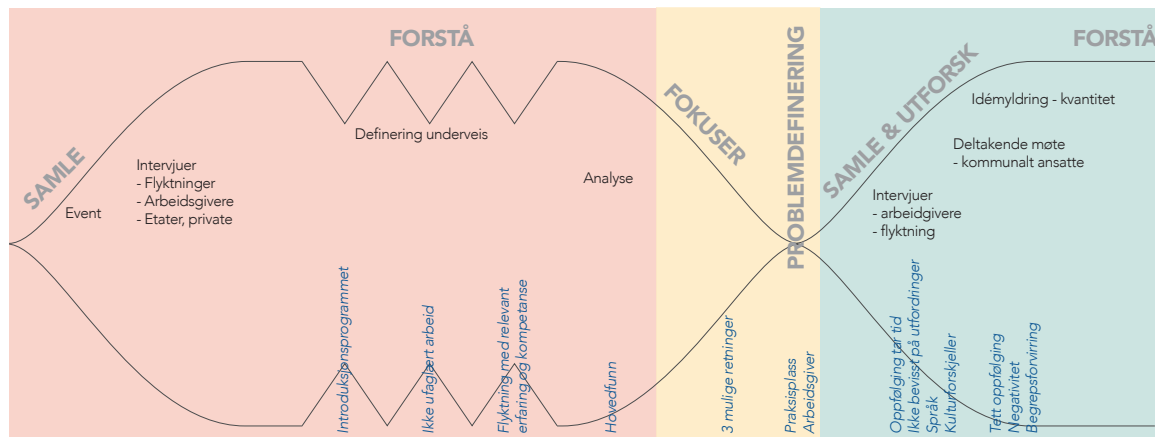 SAMLE
FORSTÅ
FOKUSER
PROBLEMDEFINERING
SAMLE & UTFORSK
FORSTÅ
Event
Intervjuer
- Flyktninger
- Arbeidsgivere
- Etater, private
Definering underveis
Analyse
Intervjuer
- arbeidgivere
- flyktning
Deltakende møte
- kommunalt ansatte
Idémyldring - kvantitet
Introduksjonsprogrammet
Ikke ufaglært arbeid
Flyktning med relevant
erfaring og kompetanse
Hovedfunn
3 mulige retninger
Praksisplass
Arbeidsgiver
Oppfølging tar tid
Ikke bevisst på utfordringer
Språk
Kulturforskjeller
Tett oppfølging
Negativitet
Begrepsforvirring